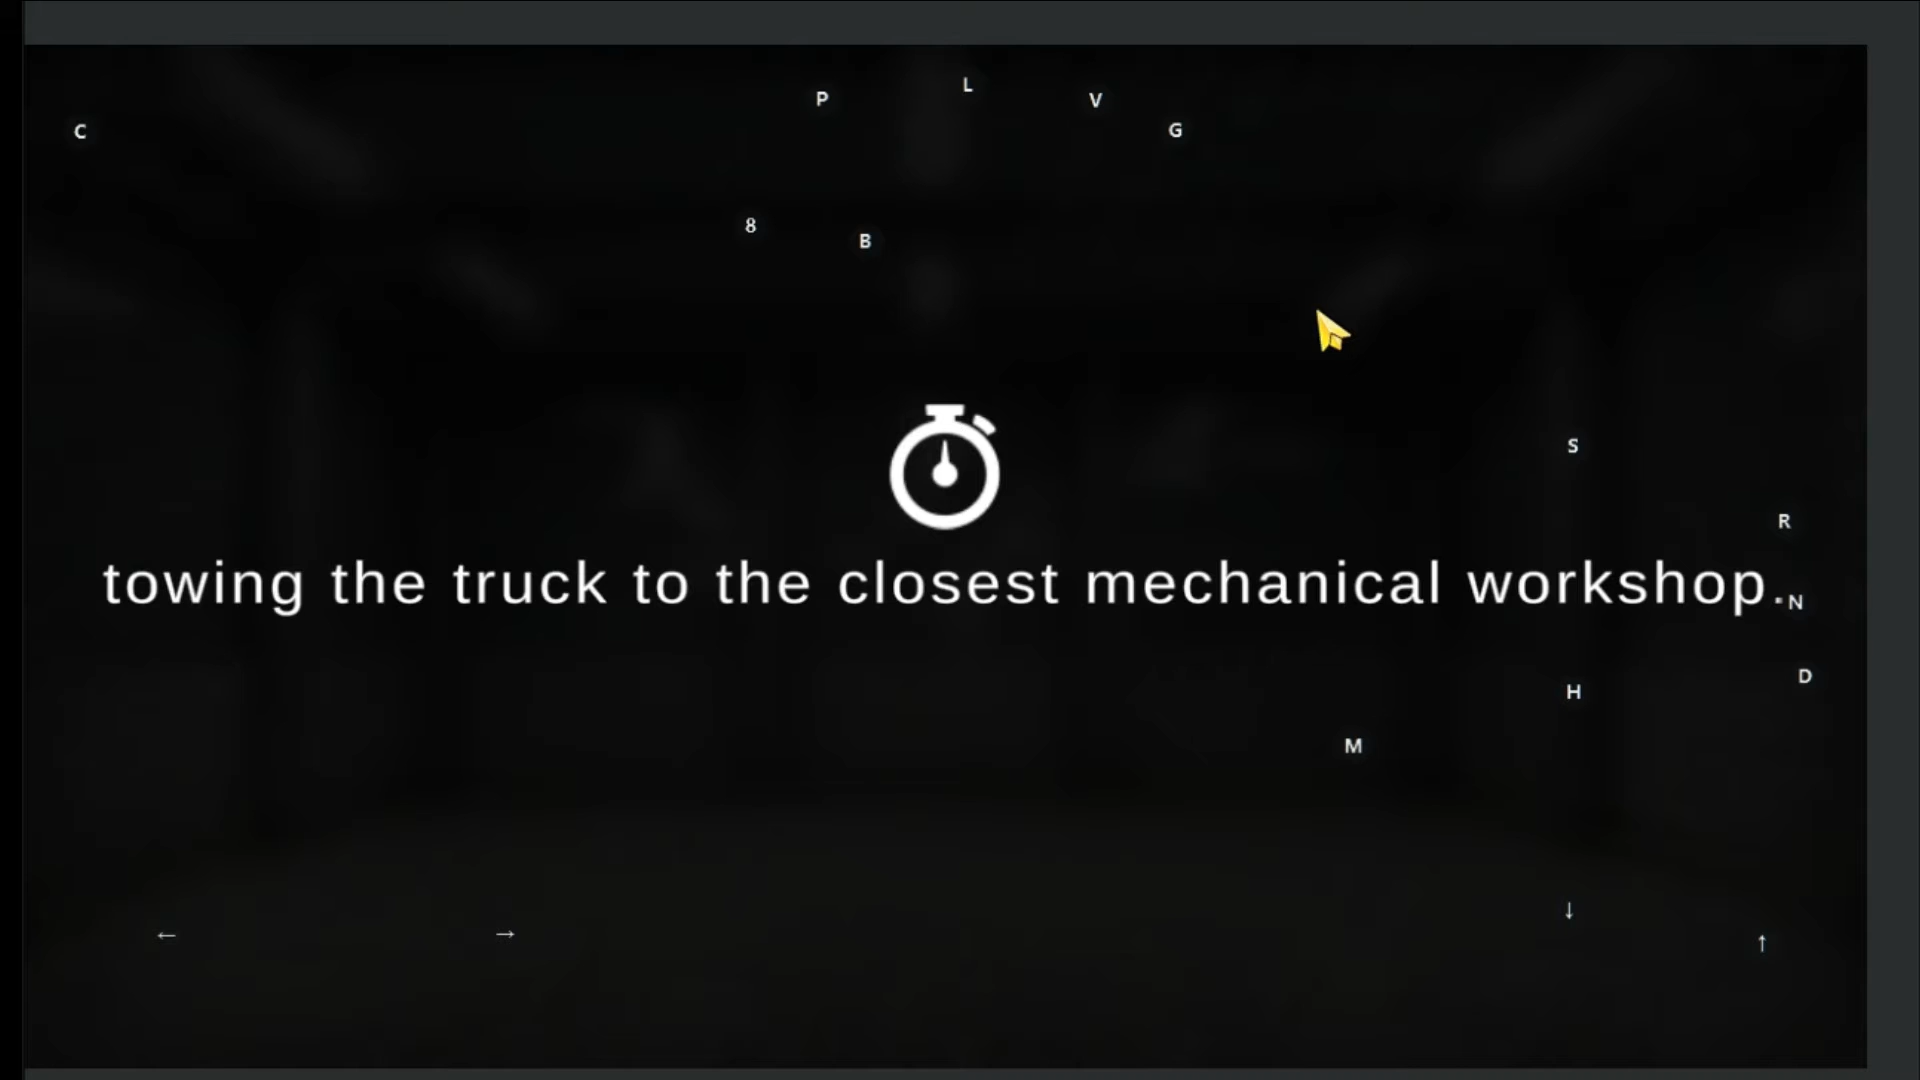 L
P
V
C
G
8
B
S
R
towing the truck to the closest mechanical workshop.
N
D
H
M
↓
← →
↑